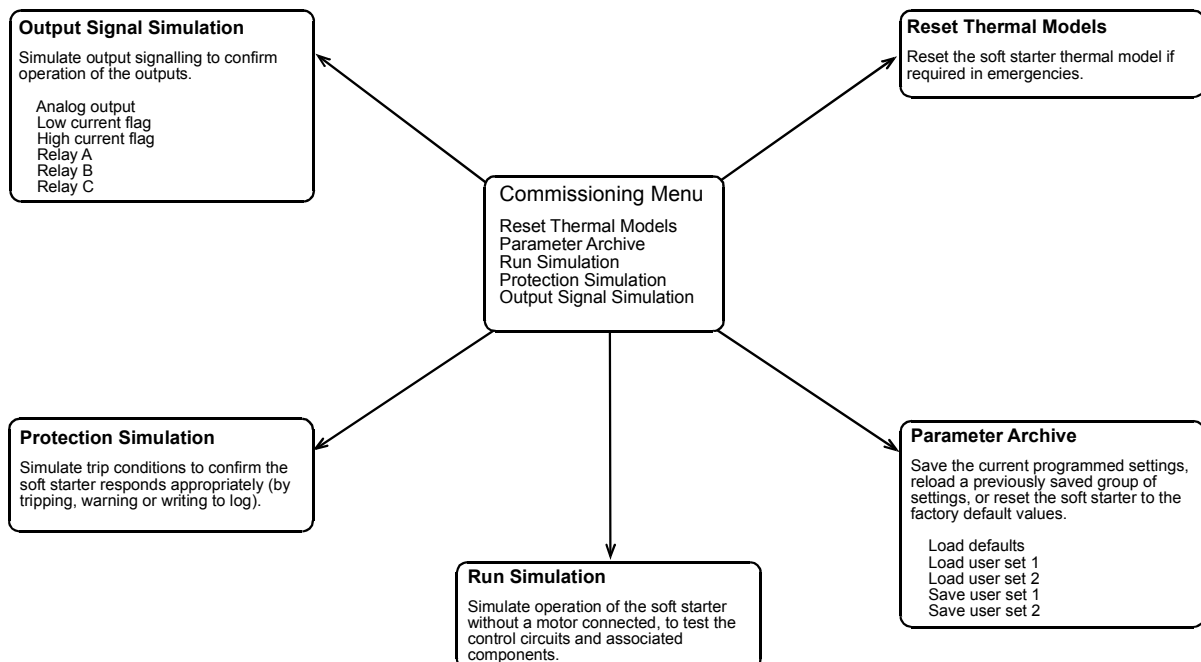 Output Signal Simulation
Simulate output signalling to confirm
operation of the outputs.
Analog output
Low current flag
High current flag
Relay A
Relay B
Relay C
Reset Thermal Models
Reset the soft starter thermal model if
required in emergencies.
Commissioning Menu
Reset Thermal Models
Parameter Archive
Run Simulation
Protection Simulation
Output Signal Simulation
Protection Simulation
Simulate trip conditions to confirm the
soft starter responds appropriately (by
tripping, warning or writing to log).
Parameter Archive
Save the current programmed settings,
reload a previously saved group of
settings, or reset the soft starter to the
factory default values.
Load defaults
Load user set 1
Load user set 2
Save user set 1
Save user set 2
Run Simulation
Simulate operation of the soft starter
without a motor connected, to test the
control circuits and associated
components.